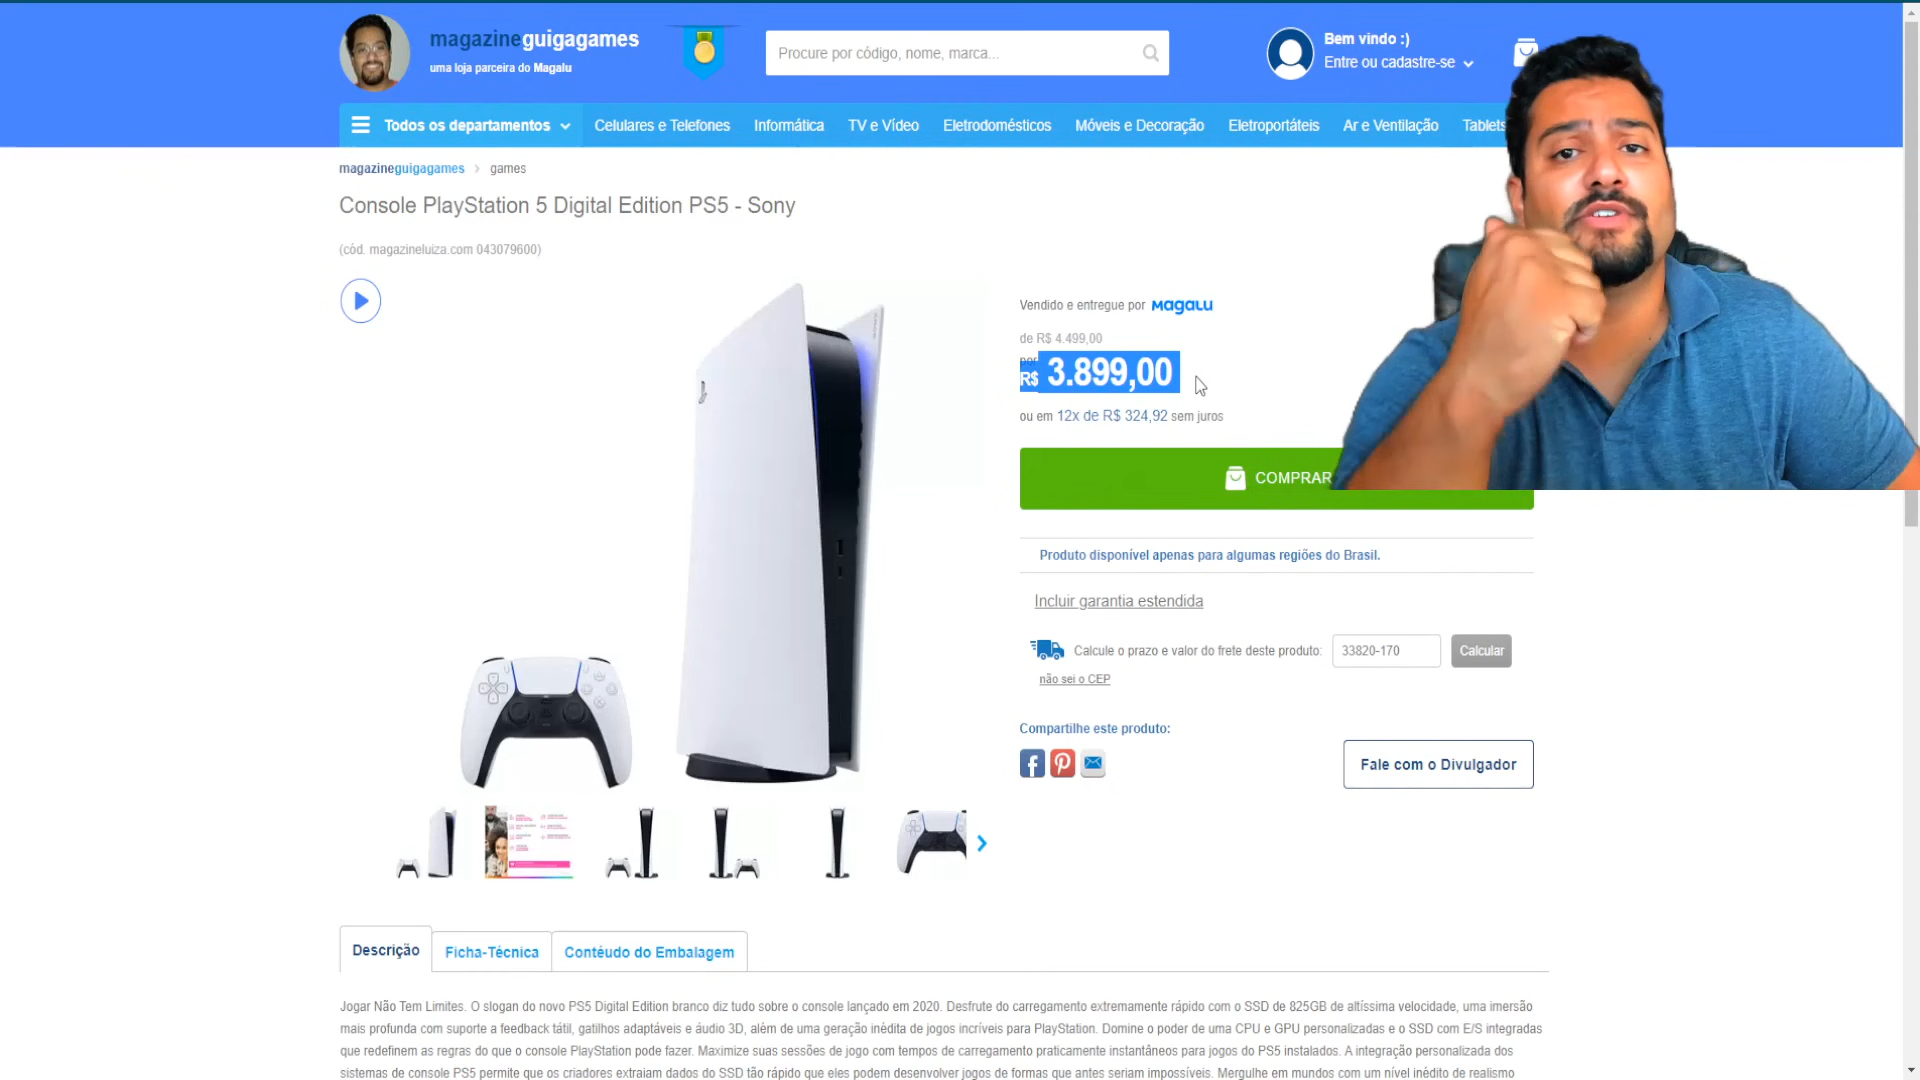 magazineguigagames
uma loja parceira do Magalu
Procure por código, nome, marca...
Bem vindo :)
Entre ou cadastre-se
Todos os departamentos
Celulares e Telefones
Informática
TV e Vídeo
Eletrodomésticos
Móveis e Decoração
Eletroportáteis
Ar e Ventilação
Tablets
magazineguigagames > games
Console PlayStation 5 Digital Edition PS5 - Sony
(cód. magazineluiza.com 043079600)
Vendido e entregue por Magalu
de R$ 4.499,00
por
R$ 3.899,00
ou em 12x de R$ 324,92 sem juros
COMPRAR
Produto disponível apenas para algumas regiões do Brasil.
Incluir garantia estendida
Calcule o prazo e valor do frete deste produto:
33820-170
Calcular
não sei o CEP
Compartilhe este produto:
Fale com o Divulgador
Descrição
Ficha-Técnica
Contéudo do Embalagem
Jogar Não Tem Limites. O slogan do novo PS5 Digital Edition branco diz tudo sobre o console lançado em 2020. Desfrute do carregamento extremamente rápido com o SSD de 825GB de altíssima velocidade, uma imersão
mais profunda com suporte a feedback tátil, gatilhos adaptáveis e áudio 3D, além de uma geração inédita de jogos incríveis para PlayStation. Domine o poder de uma CPU e GPU personalizadas e o SSD com E/S integradas
que redefinem as regras do que o console PlayStation pode fazer. Maximize suas sessões de jogo com tempos de carregamento praticamente instantâneos para jogos do PS5 instalados. A integração personalizada dos
sistemas de console PS5 permite que os criadores extraiam dados do SSD tão rápido que eles podem desenvolver jogos de formas que antes seriam impossíveis. Mergulhe em mundos com um nível inédito de realismo